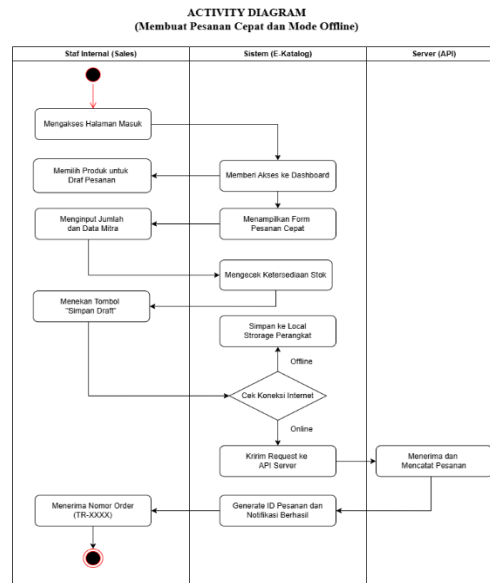 ACTIVITY DIAGRAM
(Membuat Pesanan Cepat dan Mode Offline)
Staf Internal (Sales)
Sistem (E-Katalog)
Server (API)
Mengakses Halaman Masuk
Memilih Produk untuk
Draf Pesanan
Memberi Akses ke Dashboard
Menginput Jumlah
dan Data Mitra
Menampilkan Form
Pesanan Cepat
Mengecek Ketersediaan Stok
Menekan Tombol
"Simpan Draft"
Simpan ke Local
Strorage Perangkat
Offline
Cek Koneksi Internet
Online
Kririm Request ke
API Server
Menerima dan
Mencatat Pesanan
Menerima Nomor Order
(TR-XXXX)
Generate ID Pesanan dan
Notifikasi Berhasil